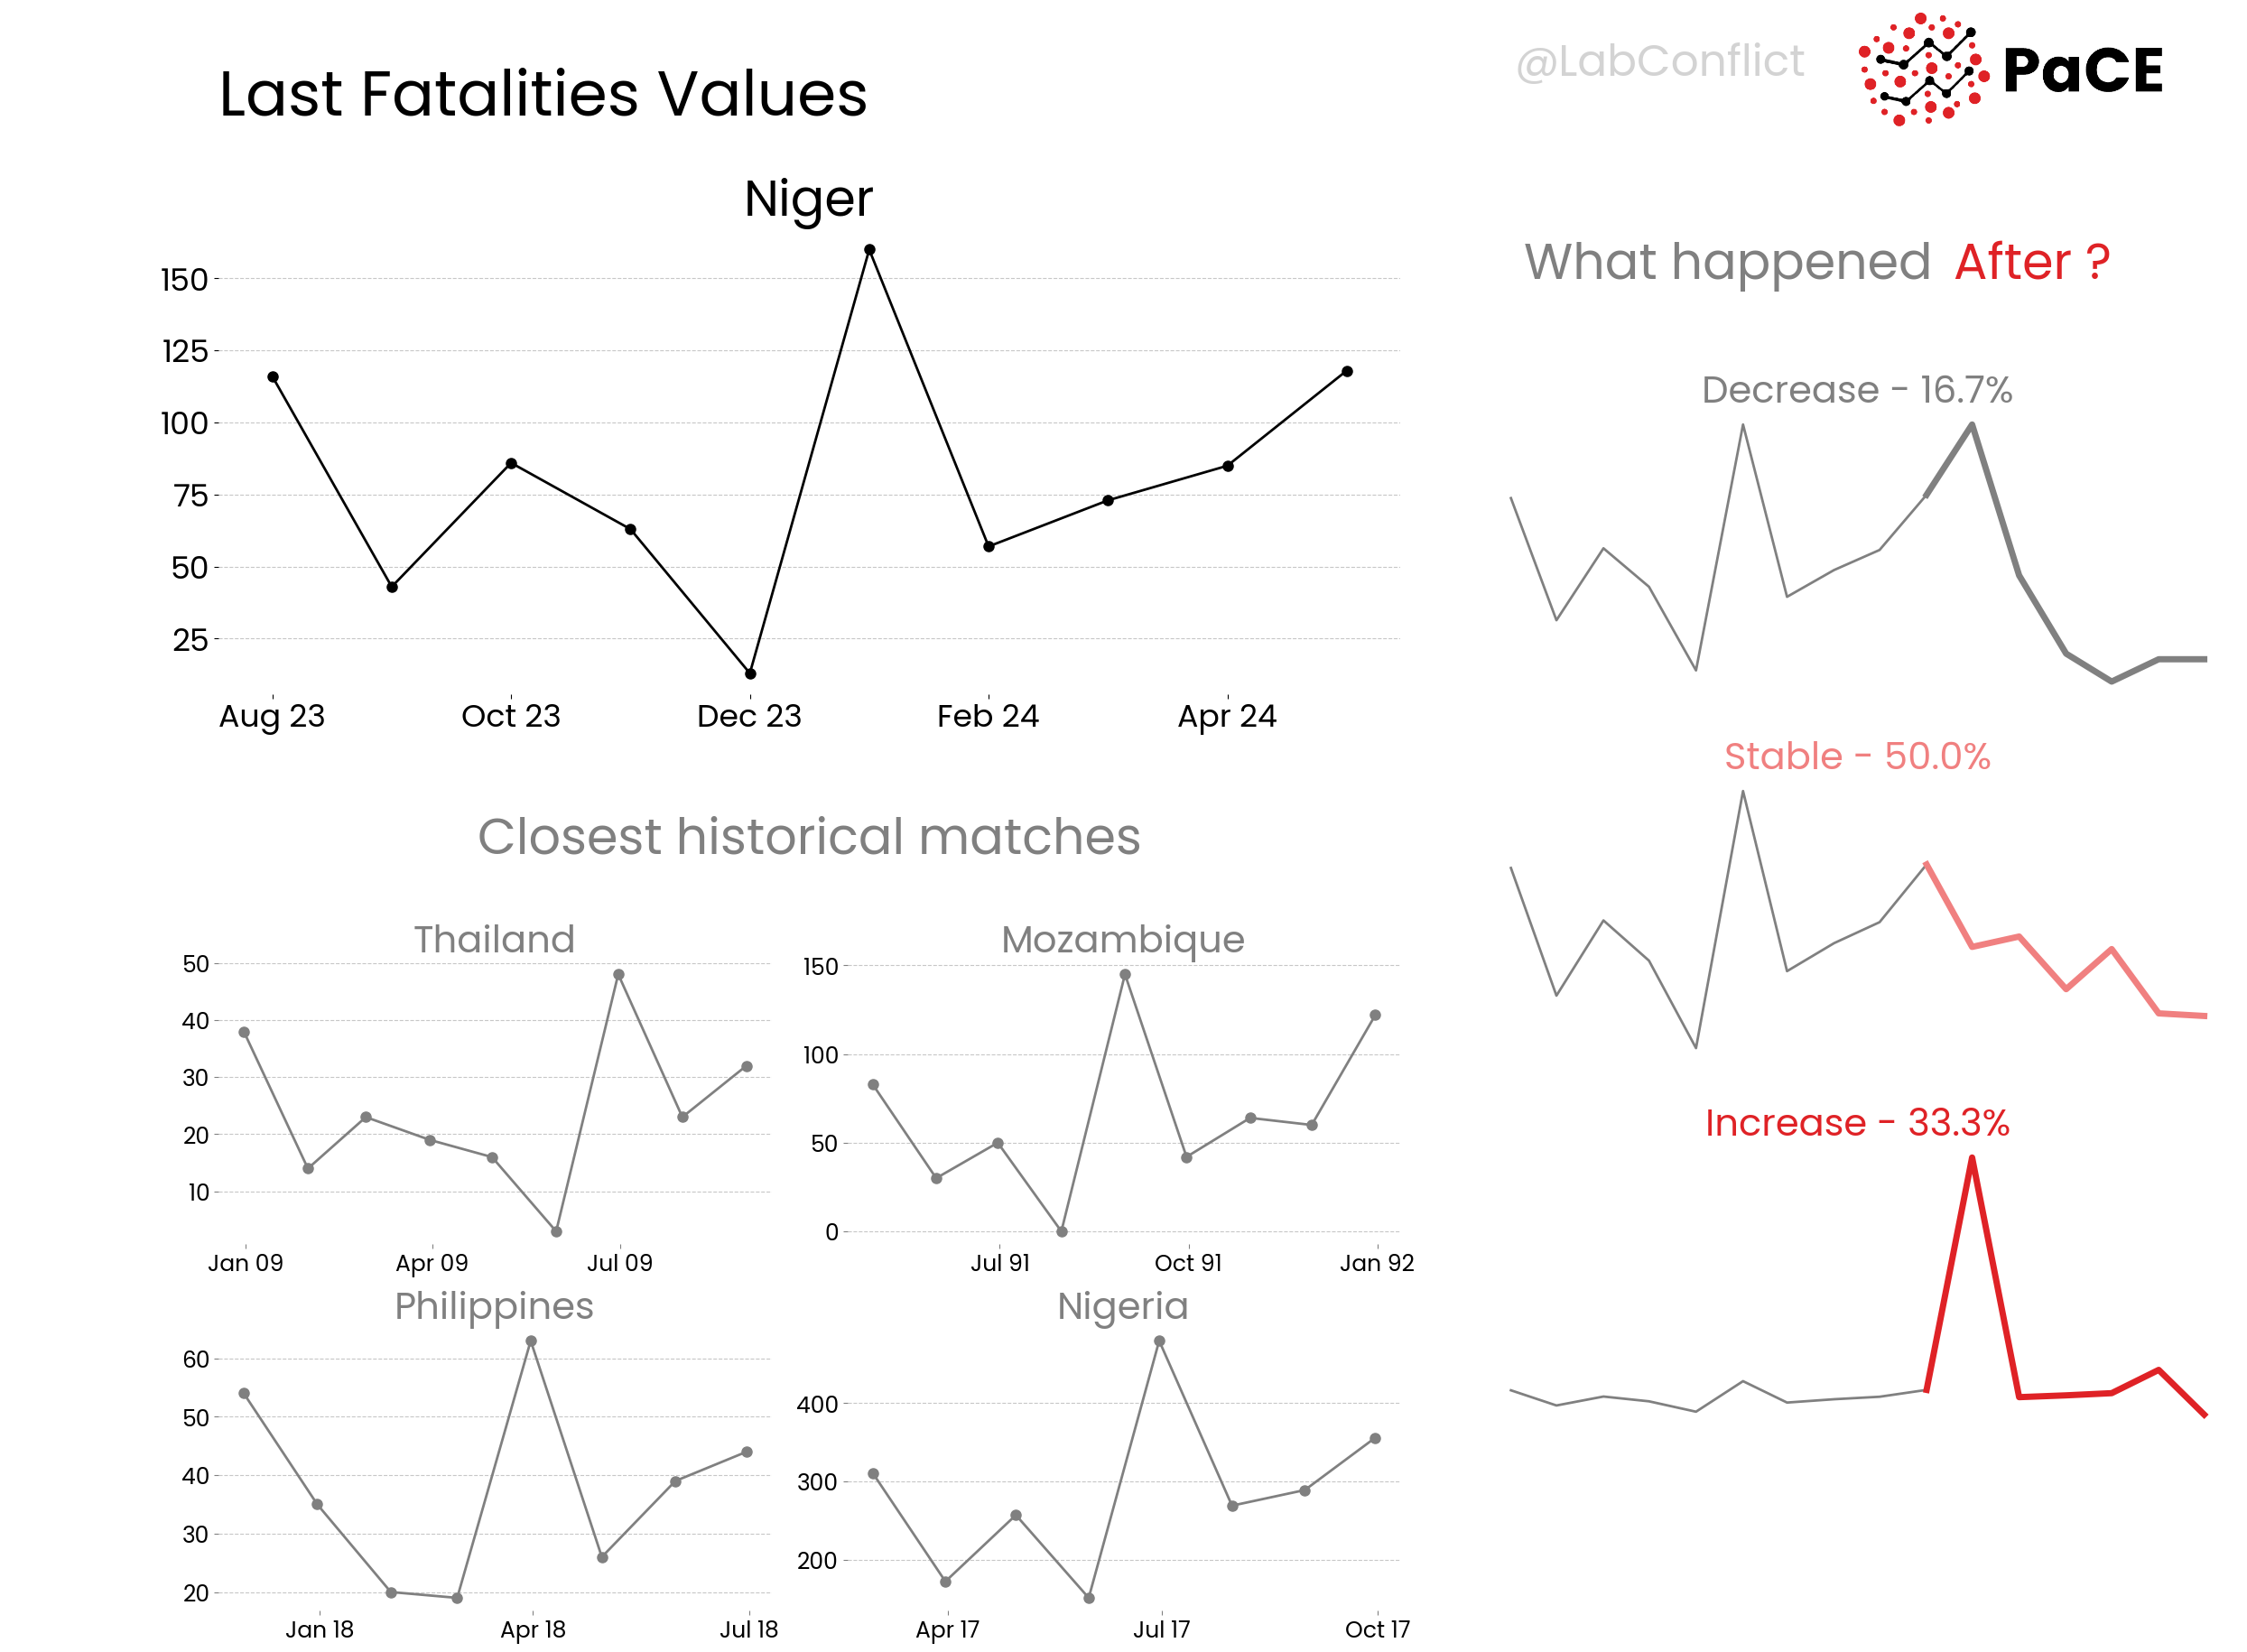 @LabConflict
PaCE
Last Fatalities Values
Niger
150
125
100
75
50
25
Aug 23 Oct 23 Dec 23 Feb 24 Apr 24
What happened After ?
Decrease - 16.7%
Stable - 50.0%
Increase - 33.3%
Closest historical matches
Thailand
50
40
30
20
10
Jan 09 Apr 09 Jul 09
Mozambique
150
100
50
0
Jul 91 Oct 91 Jan 92
Philippines
60
50
40
30
20
Jan 18 Apr 18 Jul 18
Nigeria
400
300
200
Apr 17 Jul 17 Oct 17